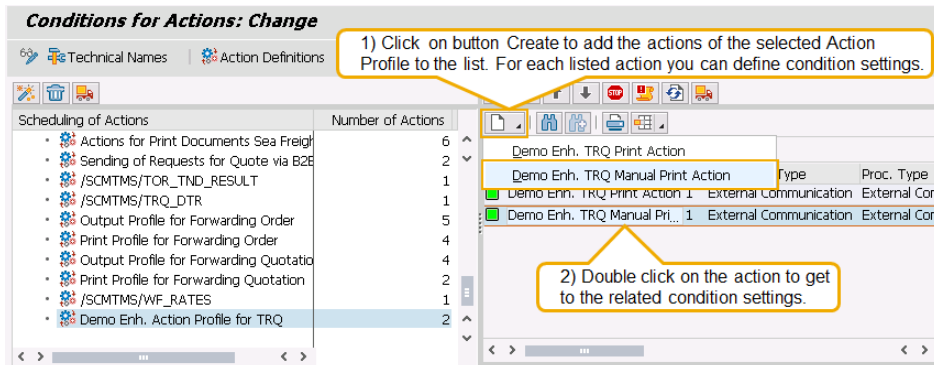 Conditions for Actions: Change
Technical Names
Action Definitions
1) Click on button Create to add the actions of the selected Action
Profile to the list. For each listed action you can define condition settings.
STOP
Scheduling of Actions Number of Actions
Actions for Print Documents Sea Freigh 6
Sending of Requests for Quote via B2E 2
/SCMTMS/TOR_TND_RESULT 1
/SCMTMS/TRQ_DTR 1
Output Profile for Forwarding Order 5
Print Profile for Forwarding Order 4
Output Profile for Forwarding Quotatio 4
Print Profile for Forwarding Quotation 2
/SCMTMS/WF_RATES 1
Demo Enh. Action Profile for TRQ 2
Demo Enh. TRQ Print Action
Demo Enh. TRQ Manual Print Action
Type Proc. Type
Demo Enh. TRQ Print Action 1 External Communication External Cor
Demo Enh. TRQ Manual Pri... 1 External Communication External Cor
2) Double click on the action to get
to the related condition settings.